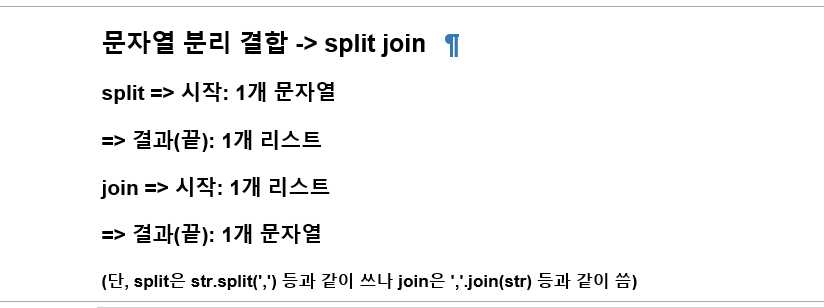 문자열 분리 결합 -> split join ¶
split => 시작: 1개 문자열
=> 결과(끝): 1개 리스트
join => 시작: 1개 리스트
=> 결과(끝): 1개 문자열
(단, split은 str.split(',') 등과 같이 쓰나 join은 ','.join(str) 등과 같이 씀)